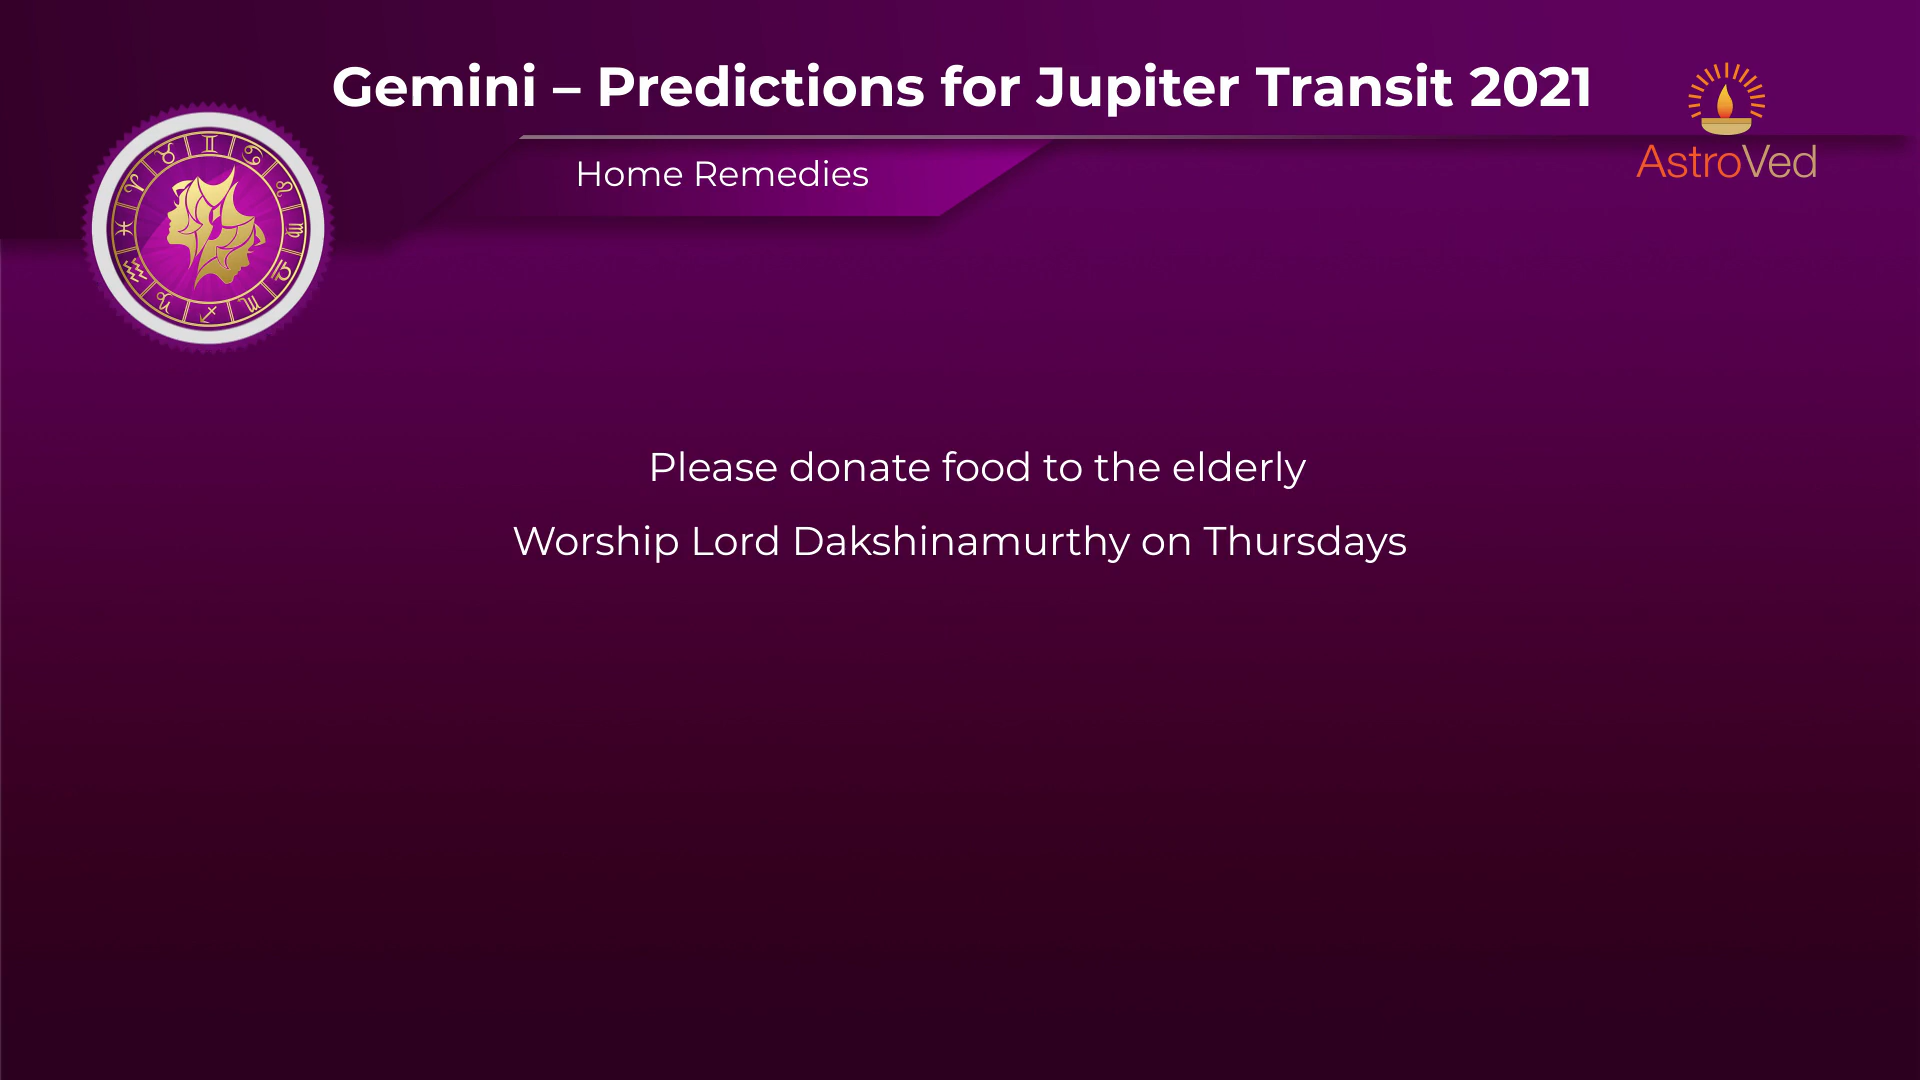 Gemini – Predictions for Jupiter Transit 2021
Home Remedies
AstroVed
Please donate food to the elderly
Worship Lord Dakshinamurthy on Thursdays